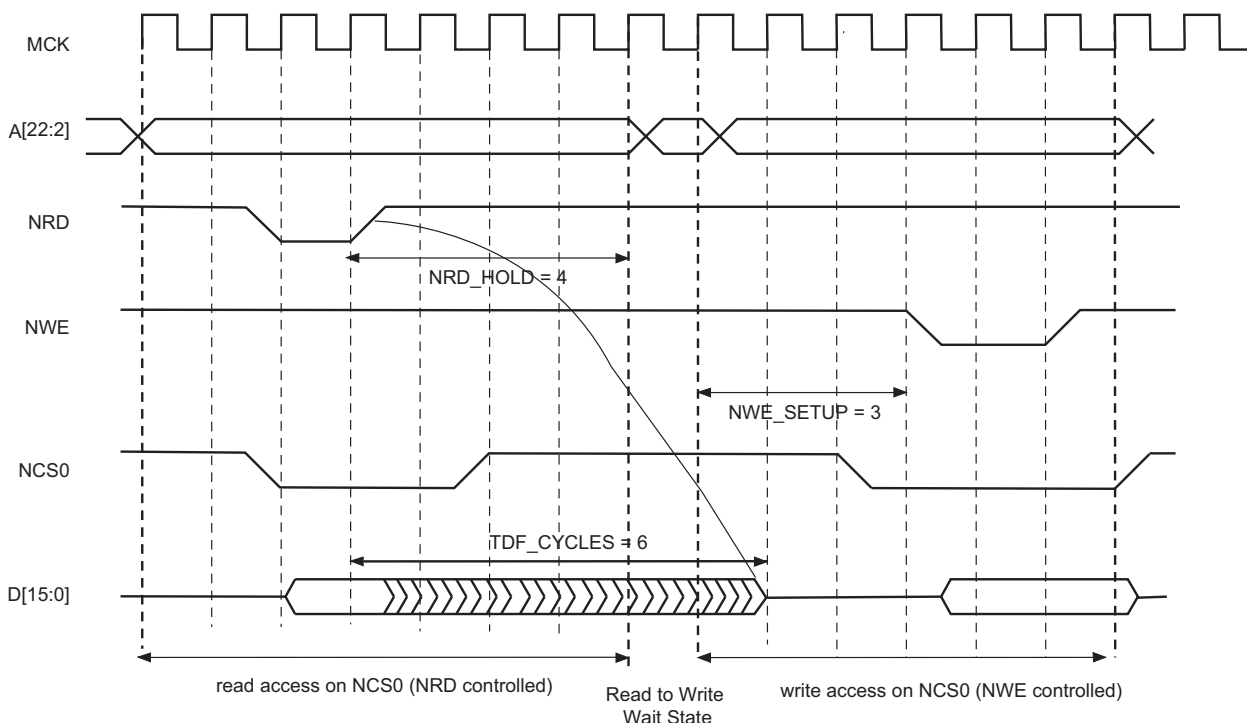 MCK
A[22:2]
NRD
NRD_HOLD = 4
NWE
NWE_SETUP = 3
NCS0
TDF_CYCLES = 6
D[15:0]
read access on NCS0 (NRD controlled)
Read to Write
Wait State
write access on NCS0 (NWE controlled)